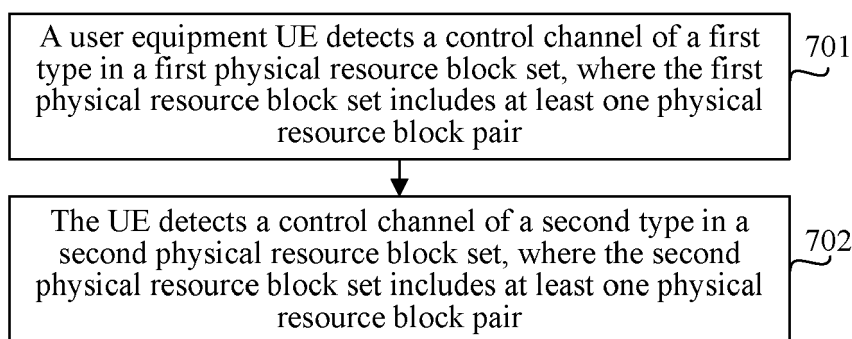 A user equipment UE detects a control channel of a first
type in a first physical resource block set, where the first
physical resource block set includes at least one physical
resource block pair
701
The UE detects a control channel of a second type in a
second physical resource block set, where the second
physical resource block set includes at least one physical
resource block pair
702